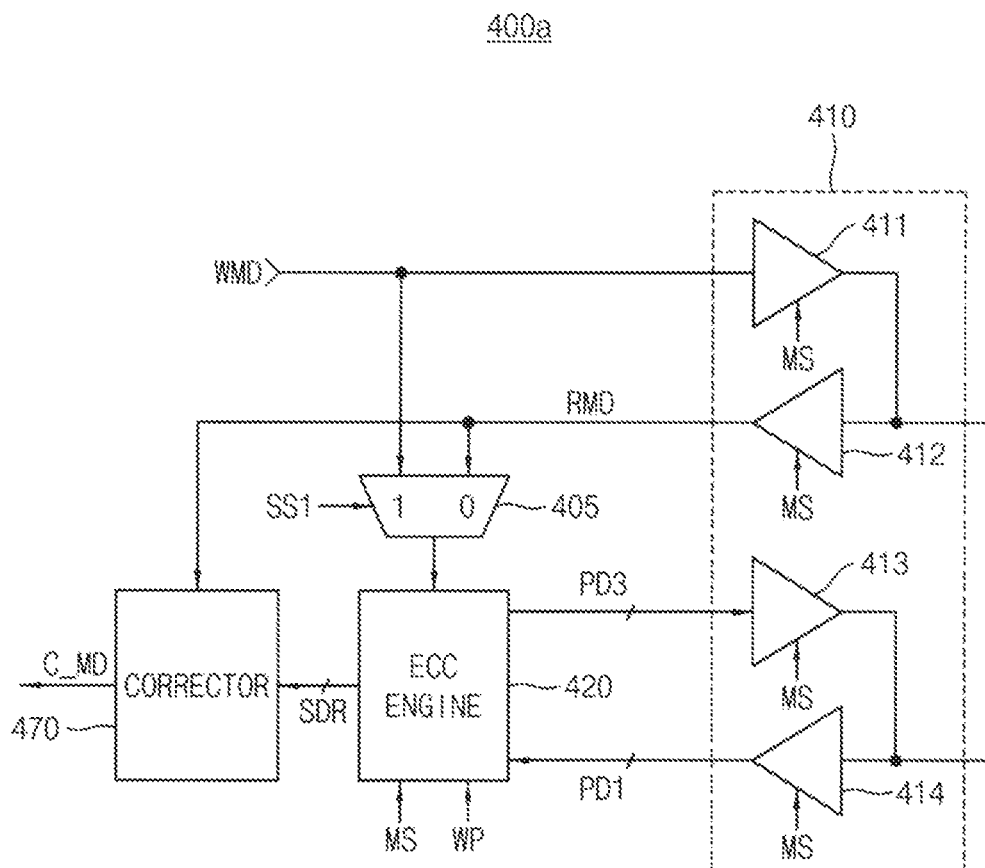 400a
410
411
WMD
MS
RMD
412
SS1
1 0
405
MS
413
PD3
C_MD
CORRECTOR
SDR
ECC
ENGINE
420
MS
470
PD1
414
MS
WP
MS